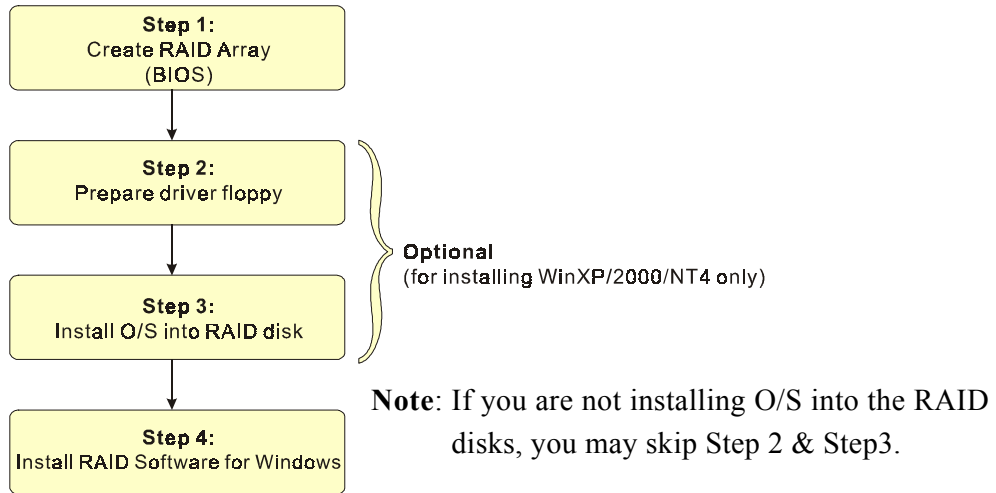 Step 1:
Create RAID Array
(BIOS)
Step 2:
Prepare driver floppy
Optional
(for installing WinXP/2000/NT4 only)
Step 3:
Install O/S into RAID disk
Note: If you are not installing O/S into the RAID
disks, you may skip Step 2 & Step3.
Step 4:
Install RAID Software for Windows